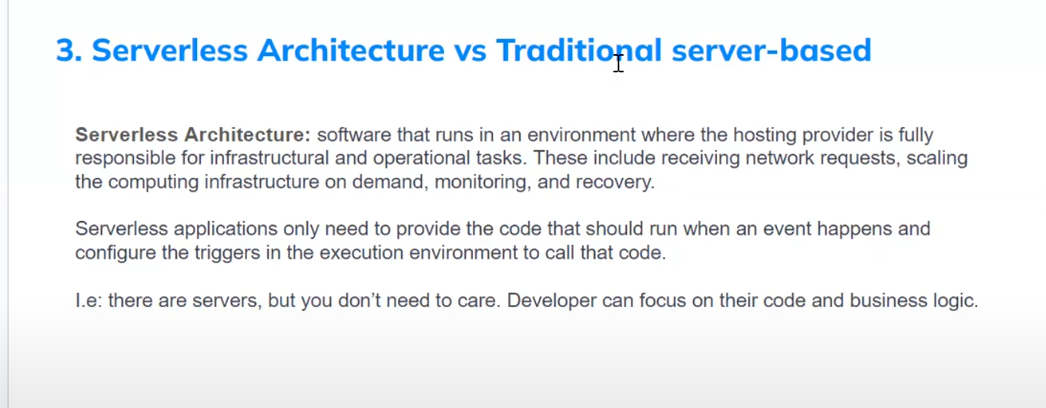 3. Serverless Architecture vs Traditional server-based
Serverless Architecture: software that runs in an environment where the hosting provider is fully
responsible for infrastructural and operational tasks. These include receiving network requests, scaling
the computing infrastructure on demand, monitoring, and recovery.
Serverless applications only need to provide the code that should run when an event happens and
configure the triggers in the execution environment to call that code.
I.e: there are servers, but you don’t need to care. Developer can focus on their code and business logic.